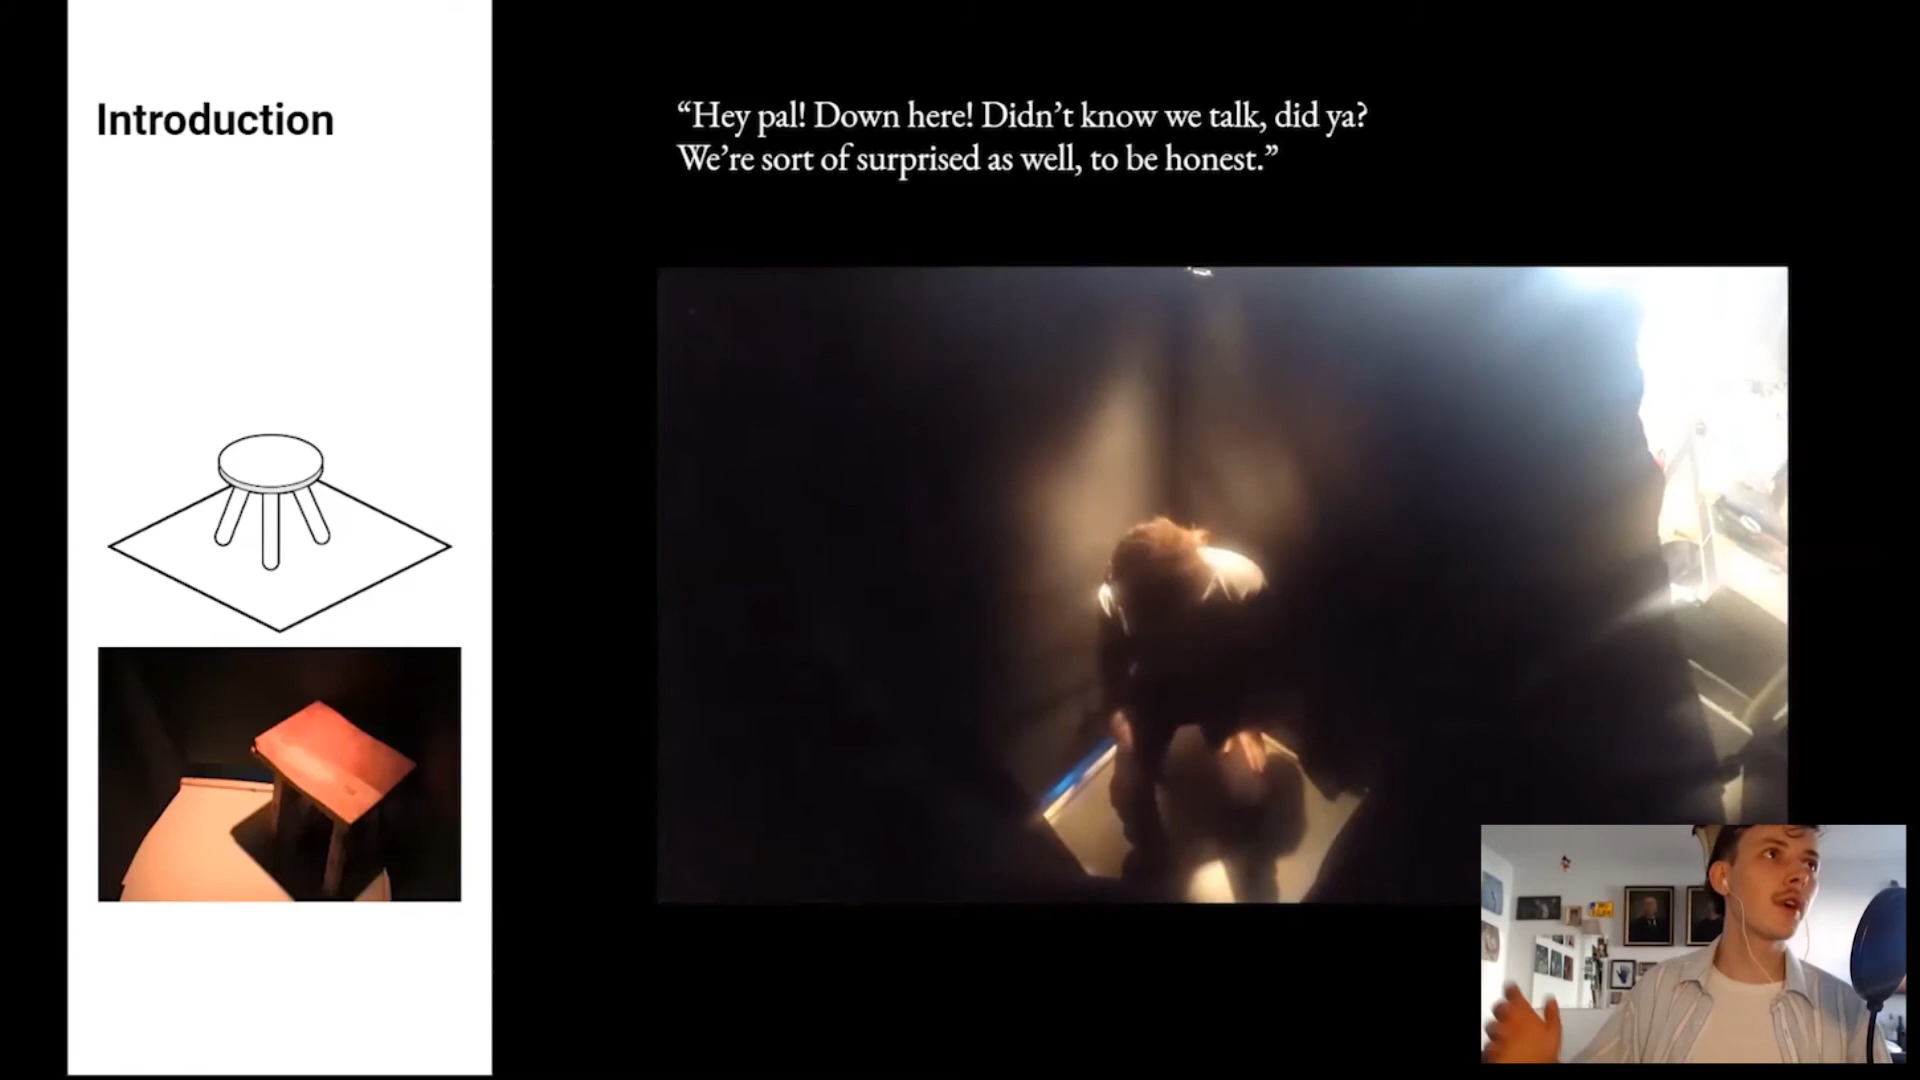 Introduction
“Hey pal! Down here! Didn’t know we talk, did ya?
We’re sort of surprised as well, to be honest.”